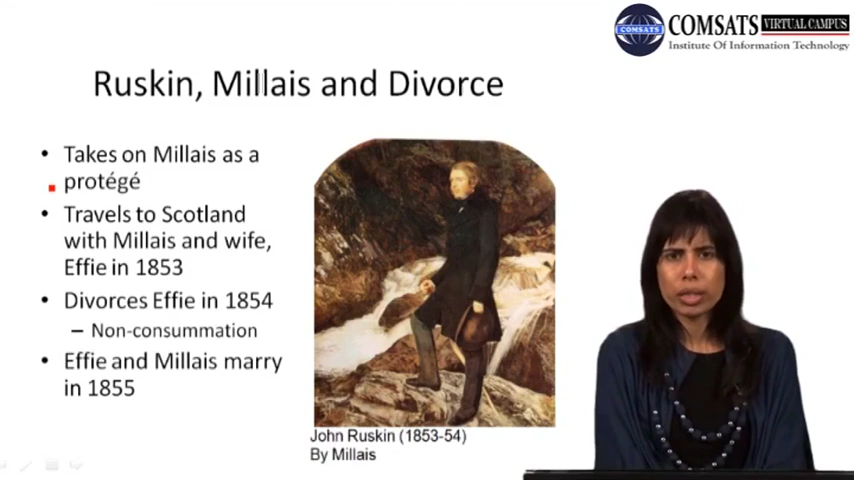 COMSATS VIRTUAL CAMPUS
COMSATS
Institute Of Information Technology
Ruskin, Millais and Divorce
• Takes on Millais as a
protégé
• Travels to Scotland
with Millais and wife,
Effie in 1853
• Divorces Effie in 1854
– Non-consummation
• Effie and Millais marry
in 1855
John Ruskin (1853-54)
By Millais